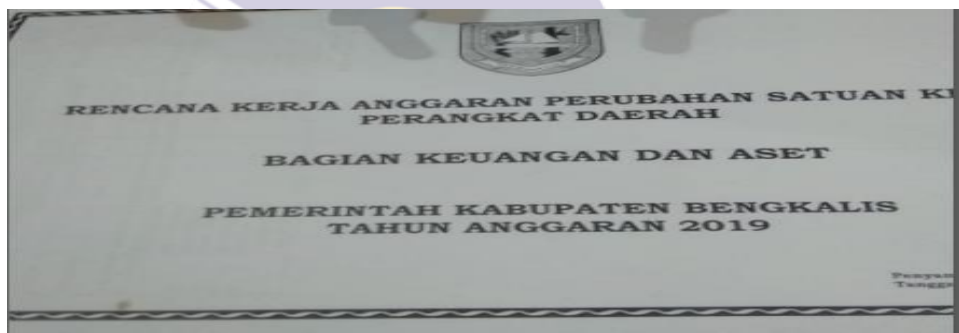 RENCANA KERJA ANGGARAN PERUBAHAN SATUAN
PERANGKAT DAERAH
BAGIAN KEUANGAN DAN ASET
PEMERINTAH KABUPATEN BENGKALIS
TAHUN ANGGARAN 2019